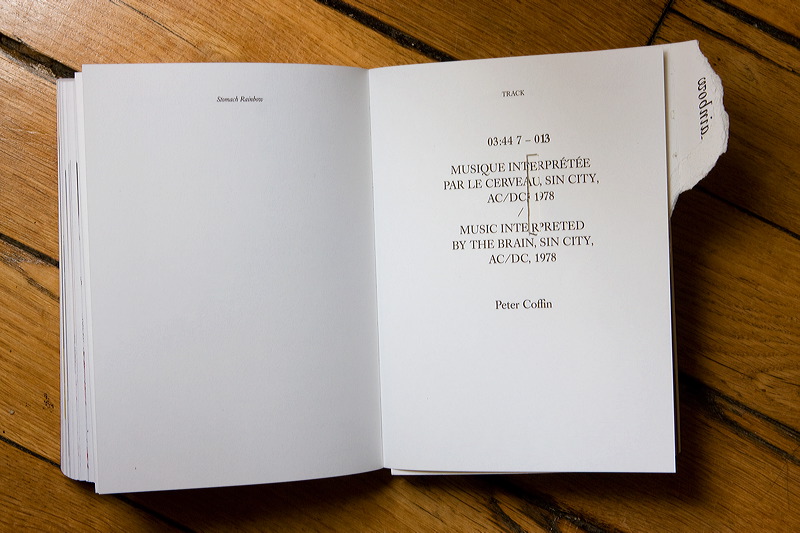 Stomach Rainbow
TRACK
03:44 7 – 013
MUSIQUE INTERPRÉTÉE
PAR LE CERVEAU, SIN CITY,
AC/DC, 1978
/
MUSIC INTERPRETED
BY THE BRAIN, SIN CITY,
AC/DC, 1978
Peter Coffin